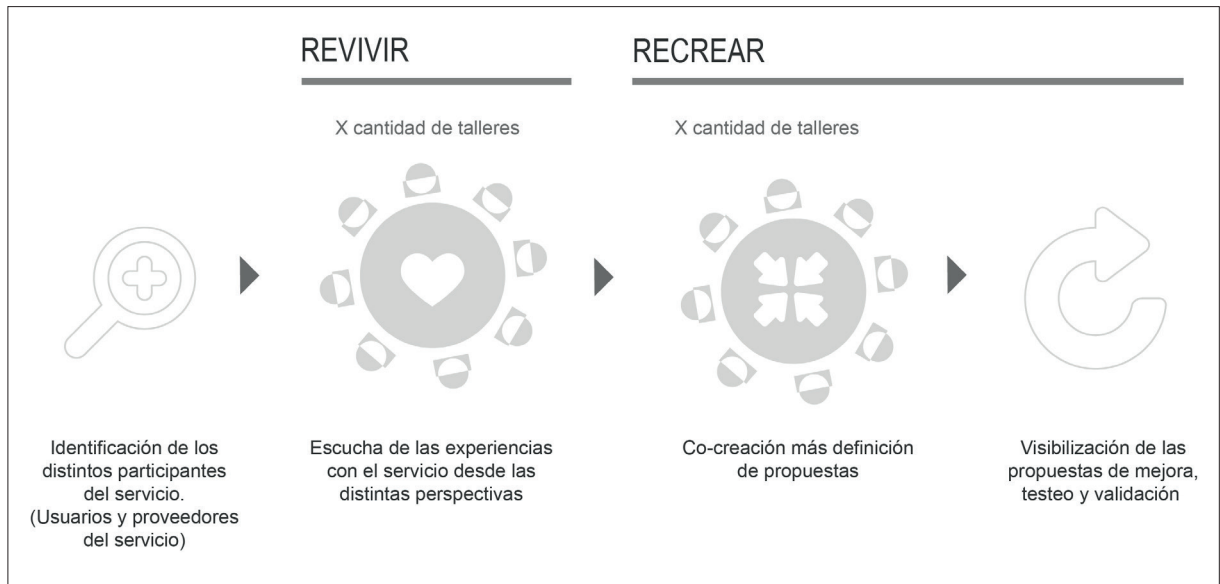 REVIVIR
RECREAR
X cantidad de talleres
X cantidad de talleres
Identificación de los
distintos participantes
del servicio.
(Usuarios y proveedores
del servicio)
Escucha de las experiencias
con el servicio desde las
distintas perspectivas
Co-creación más definición
de propuestas
Visibilización de las
propuestas de mejora,
testeo y validación